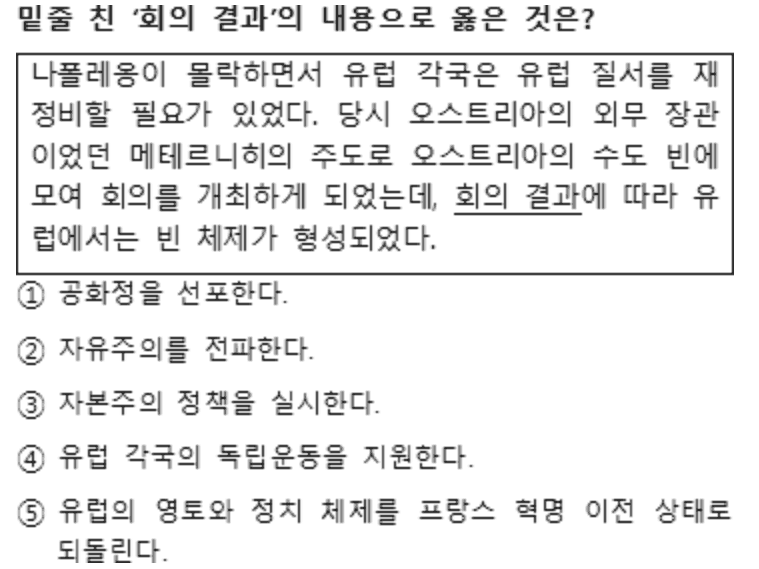 밑줄 친 '회의 결과'의 내용으로 옳은 것은?
나폴레옹이 몰락하면서 유럽 각국은 유럽 질서를 재
정비할 필요가 있었다. 당시 오스트리아의 외무 장관
이었던 메테르니히의 주도로 오스트리아의 수도 빈에
모여 회의를 개최하게 되었는데, 회의 결과에 따라 유
럽에서는 빈 체제가 형성되었다.
① 공화정을 선포한다.
② 자유주의를 전파한다.
③ 자본주의 정책을 실시한다.
④ 유럽 각국의 독립운동을 지원한다.
⑤ 유럽의 영토와 정치 체제를 프랑스 혁명 이전 상태로
되돌린다.